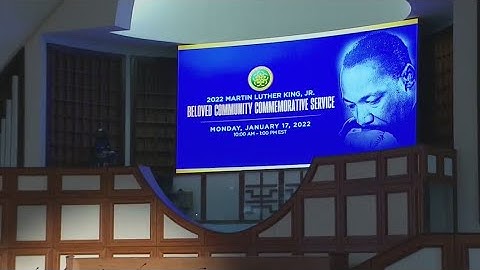 2022 MARTIN LUTHER KING, JR.
BELOVED COMMUNITY COMMEMORATIVE SERVICE
MONDAY, JANUARY 17, 2022
10:00 AM - 1:00 PM EST